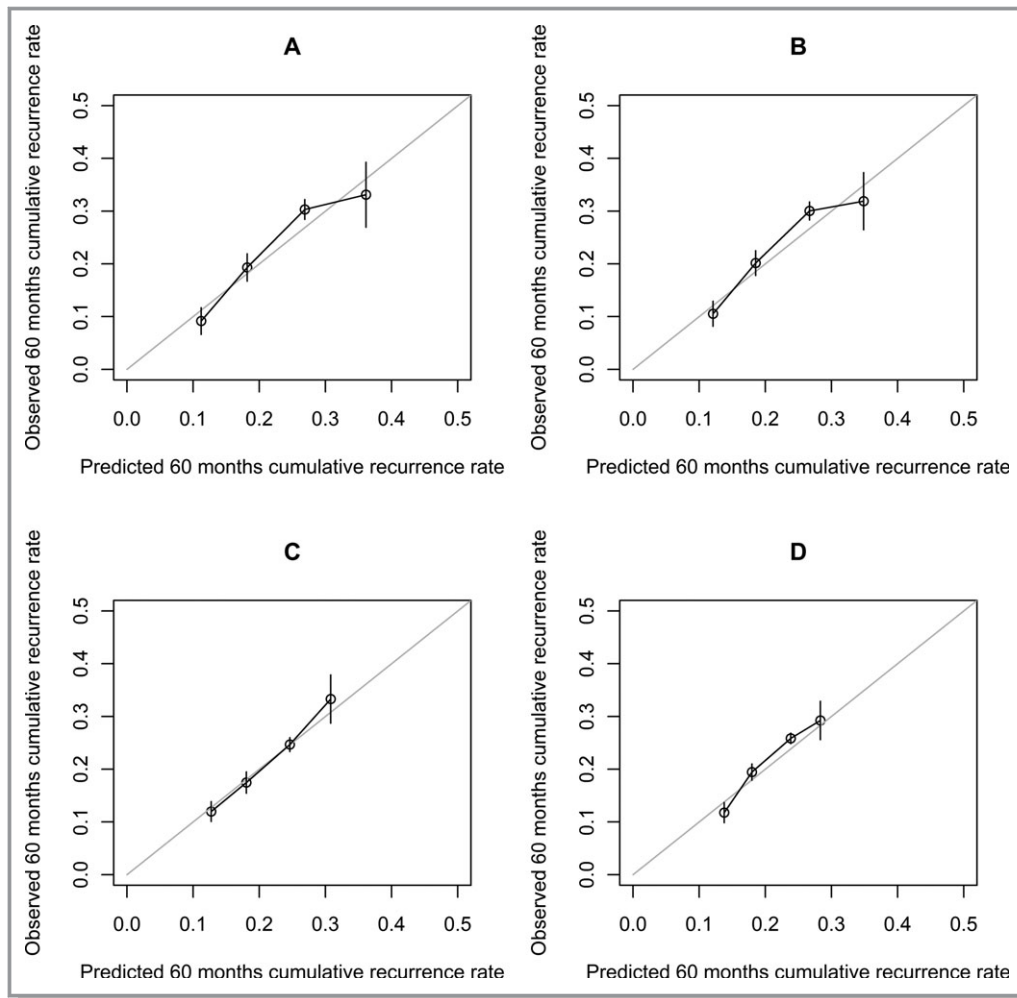 A
Observed 60 months cumulative recurrence rate
0.5
0.4
0.3
0.2
0.1
0.0
0.0 0.1 0.2 0.3 0.4 0.5
Predicted 60 months cumulative recurrence rate
B
Observed 60 months cumulative recurrence rate
0.5
0.4
0.3
0.2
0.1
0.0
0.0 0.1 0.2 0.3 0.4 0.5
Predicted 60 months cumulative recurrence rate
C
Observed 60 months cumulative recurrence rate
0.5
0.4
0.3
0.2
0.1
0.0
0.0 0.1 0.2 0.3 0.4 0.5
Predicted 60 months cumulative recurrence rate
D
Observed 60 months cumulative recurrence rate
0.5
0.4
0.3
0.2
0.1
0.0
0.0 0.1 0.2 0.3 0.4 0.5
Predicted 60 months cumulative recurrence rate